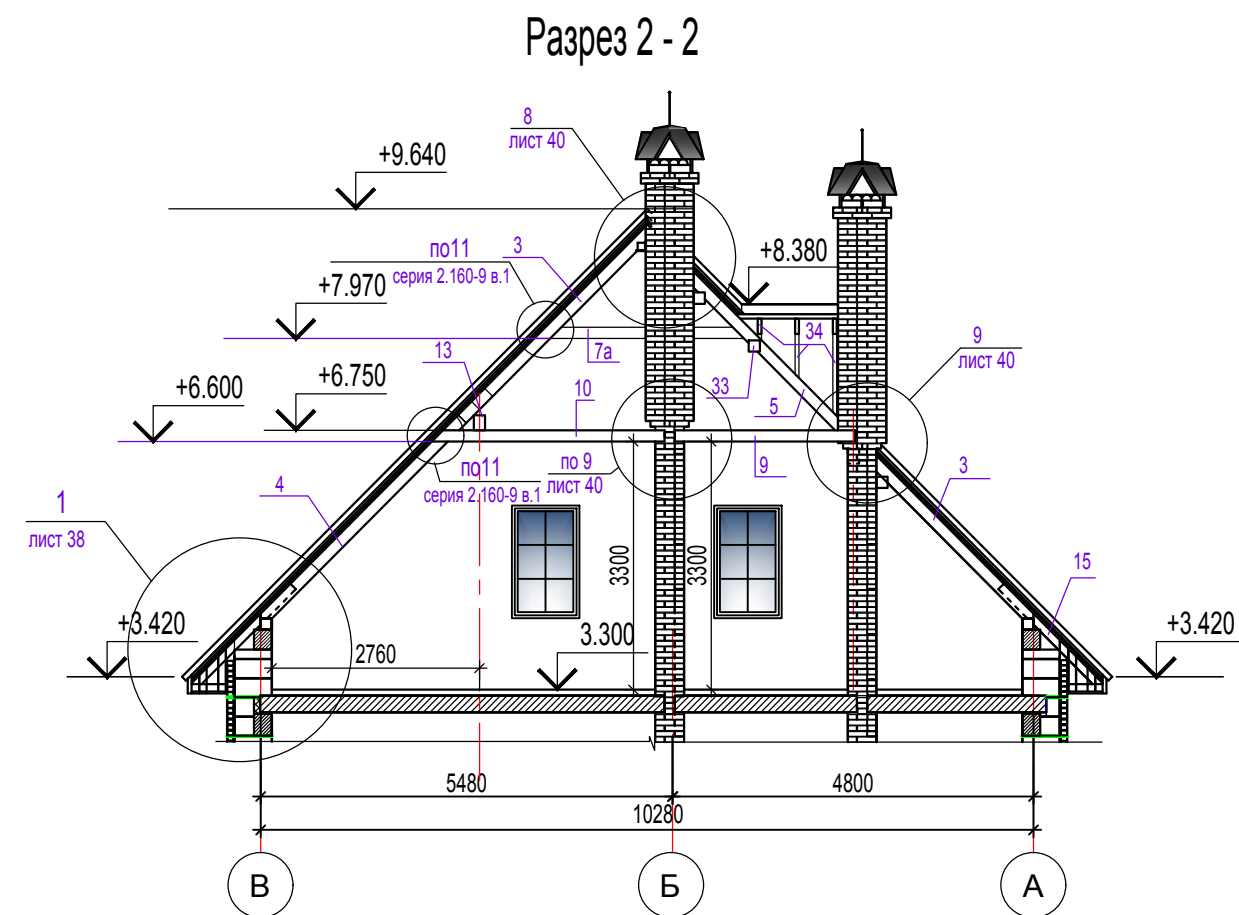 Разрез 2 - 2
8
лист 40
+9.640
по11
серия 2.160-9 в.1
3
+8.380
+7.970
7а
34
9
лист 40
13
+6.600
+6.750
10
33
5
по11
серия 2.160-9 в.1
по 9
лист 40
9
3
4
1
лист 38
3300
3300
15
+3.420
3.300
+3.420
2760
5480
4800
10280
В
Б
А